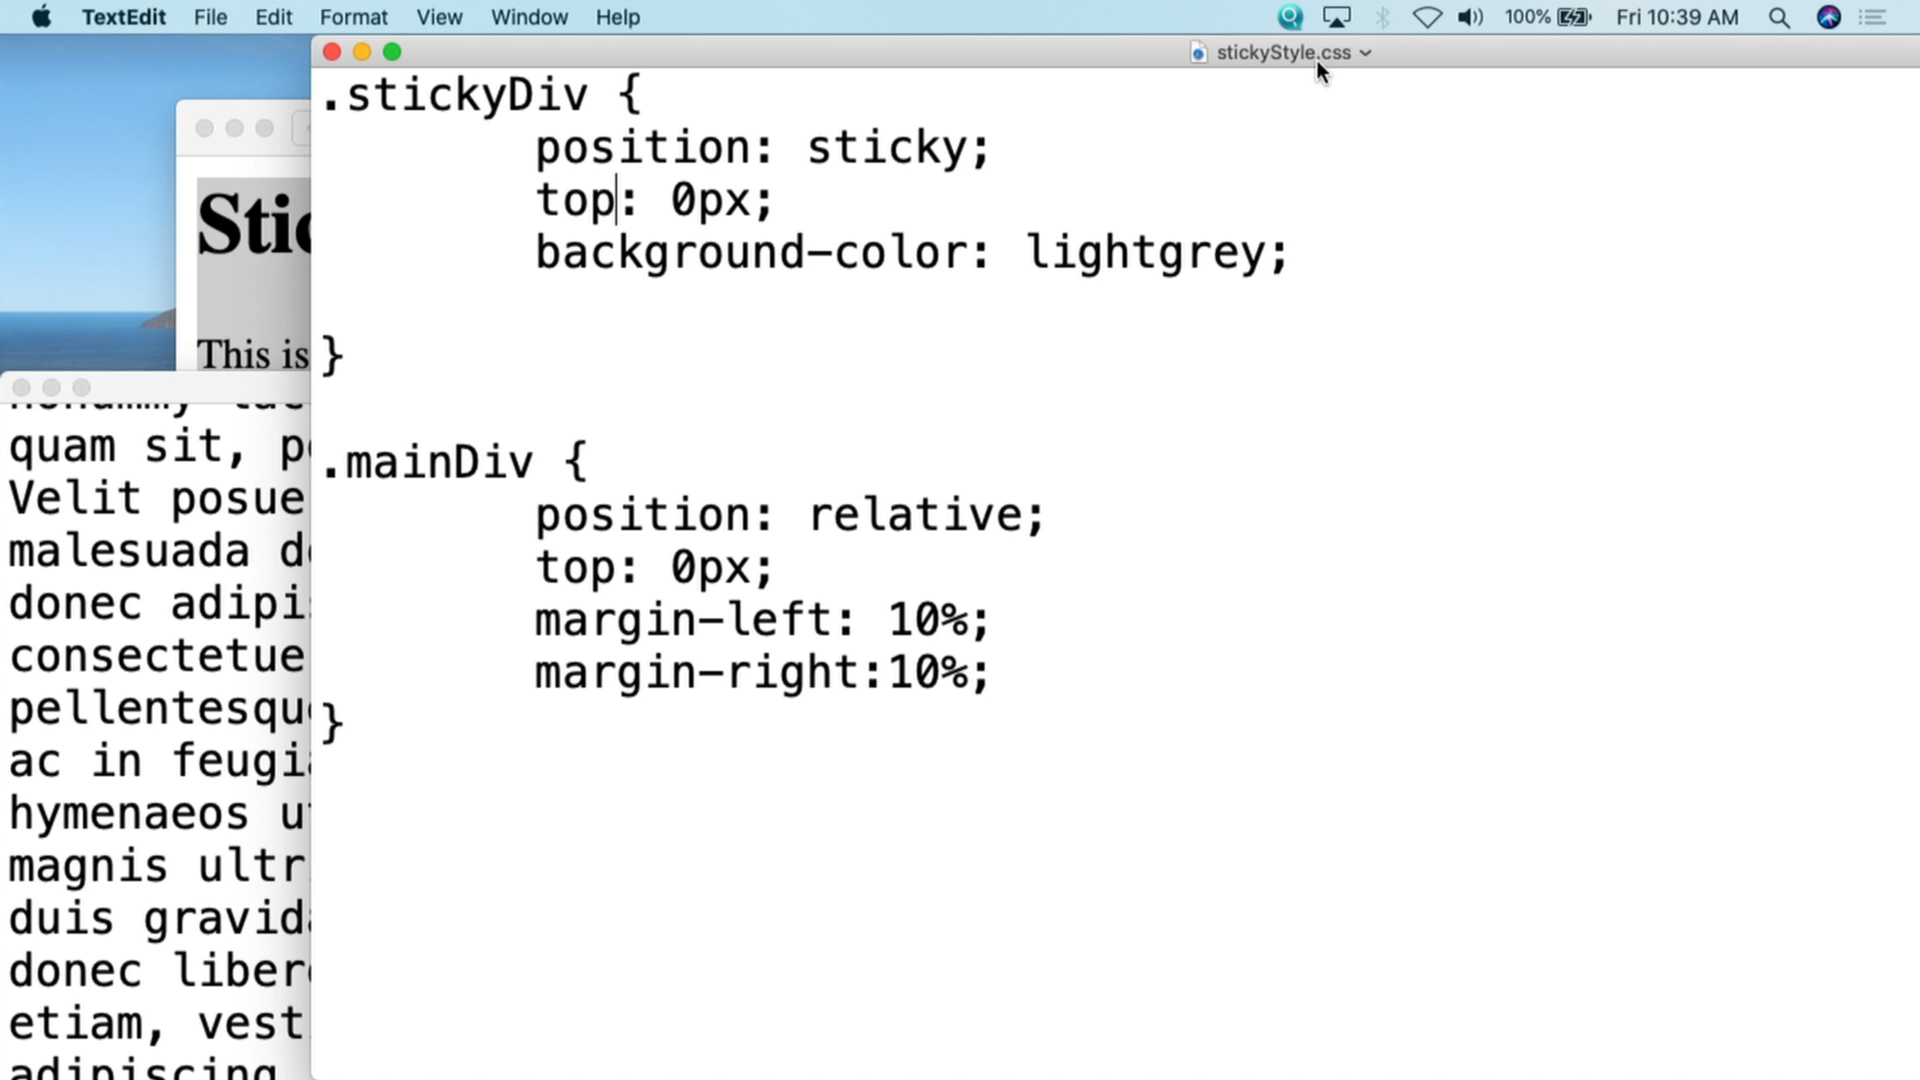 TextEdit File Edit Format View Window Help 100% Fri 10:39 AM
stickyStyle.css
.stickyDiv {
position: sticky;
top: 0px;
background-color: lightgrey;
}
.mainDiv {
position: relative;
top: 0px;
margin-left: 10%;
margin-right:10%;
}
Stic
This is
quam sit, p
Velit posue
malesuada d
donec adipi
consectetue
pellentesqu
ac in feugi
hymenaeos u
magnis ultr
duis gravid
donec liber
etiam, vest
adipiscing